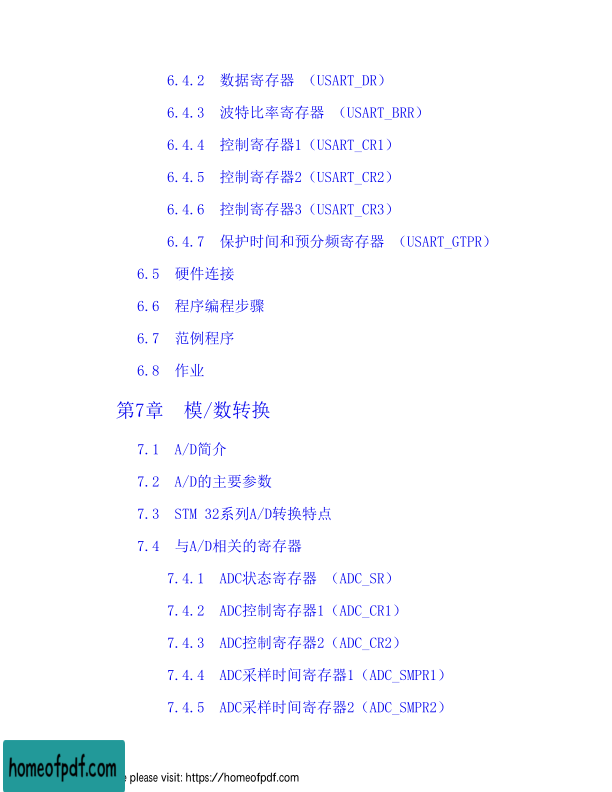 6.4.2 数据寄存器 （USART_DR）
6.4.3 波特比率寄存器 （USART_BRR）
6.4.4 控制寄存器1（USART_CR1）
6.4.5 控制寄存器2（USART_CR2）
6.4.6 控制寄存器3（USART_CR3）
6.4.7 保护时间和预分频寄存器 （USART_GTPR）
6.5 硬件连接
6.6 程序编程步骤
6.7 范例程序
6.8 作业
第7章 模/数转换
7.1 A/D简介
7.2 A/D的主要参数
7.3 STM 32系列A/D转换特点
7.4 与A/D相关的寄存器
7.4.1 ADC状态寄存器 （ADC_SR）
7.4.2 ADC控制寄存器1（ADC_CR1）
7.4.3 ADC控制寄存器2（ADC_CR2）
7.4.4 ADC采样时间寄存器1（ADC_SMPR1）
7.4.5 ADC采样时间寄存器2（ADC_SMPR2）
homeofpdf.com
please visit: https://homeofpdf.com